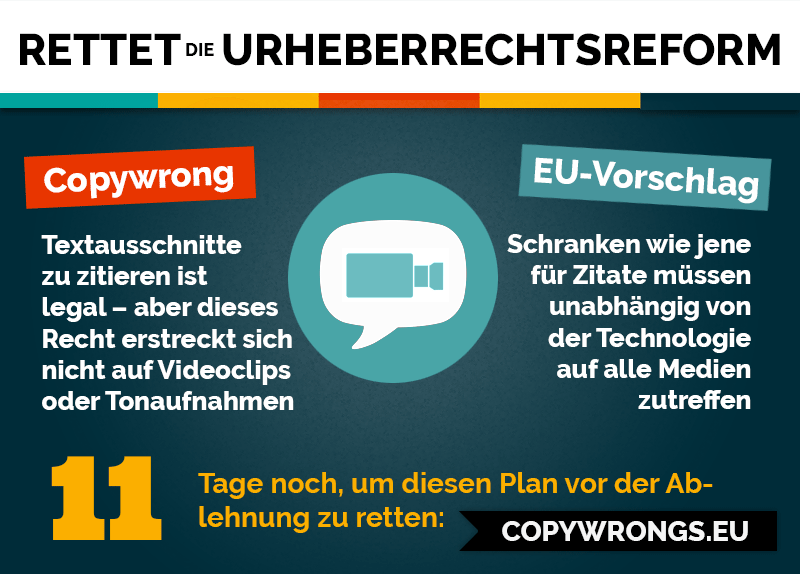 RETTET DIE URHEBERRECHTSREFORM
Copywrong
Textausschnitte
zu zitieren ist
legal – aber dieses
Recht erstreckt sich
nicht auf Videoclips
oder Tonaufnahmen
EU-Vorschlag
Schranken wie jene
für Zitate müssen
unabhängig von
der Technologie
auf alle Medien
zutreffen
11
Tage noch, um diesen Plan vor der Ab-
lehnung zu retten:
COPYWRONGS.EU